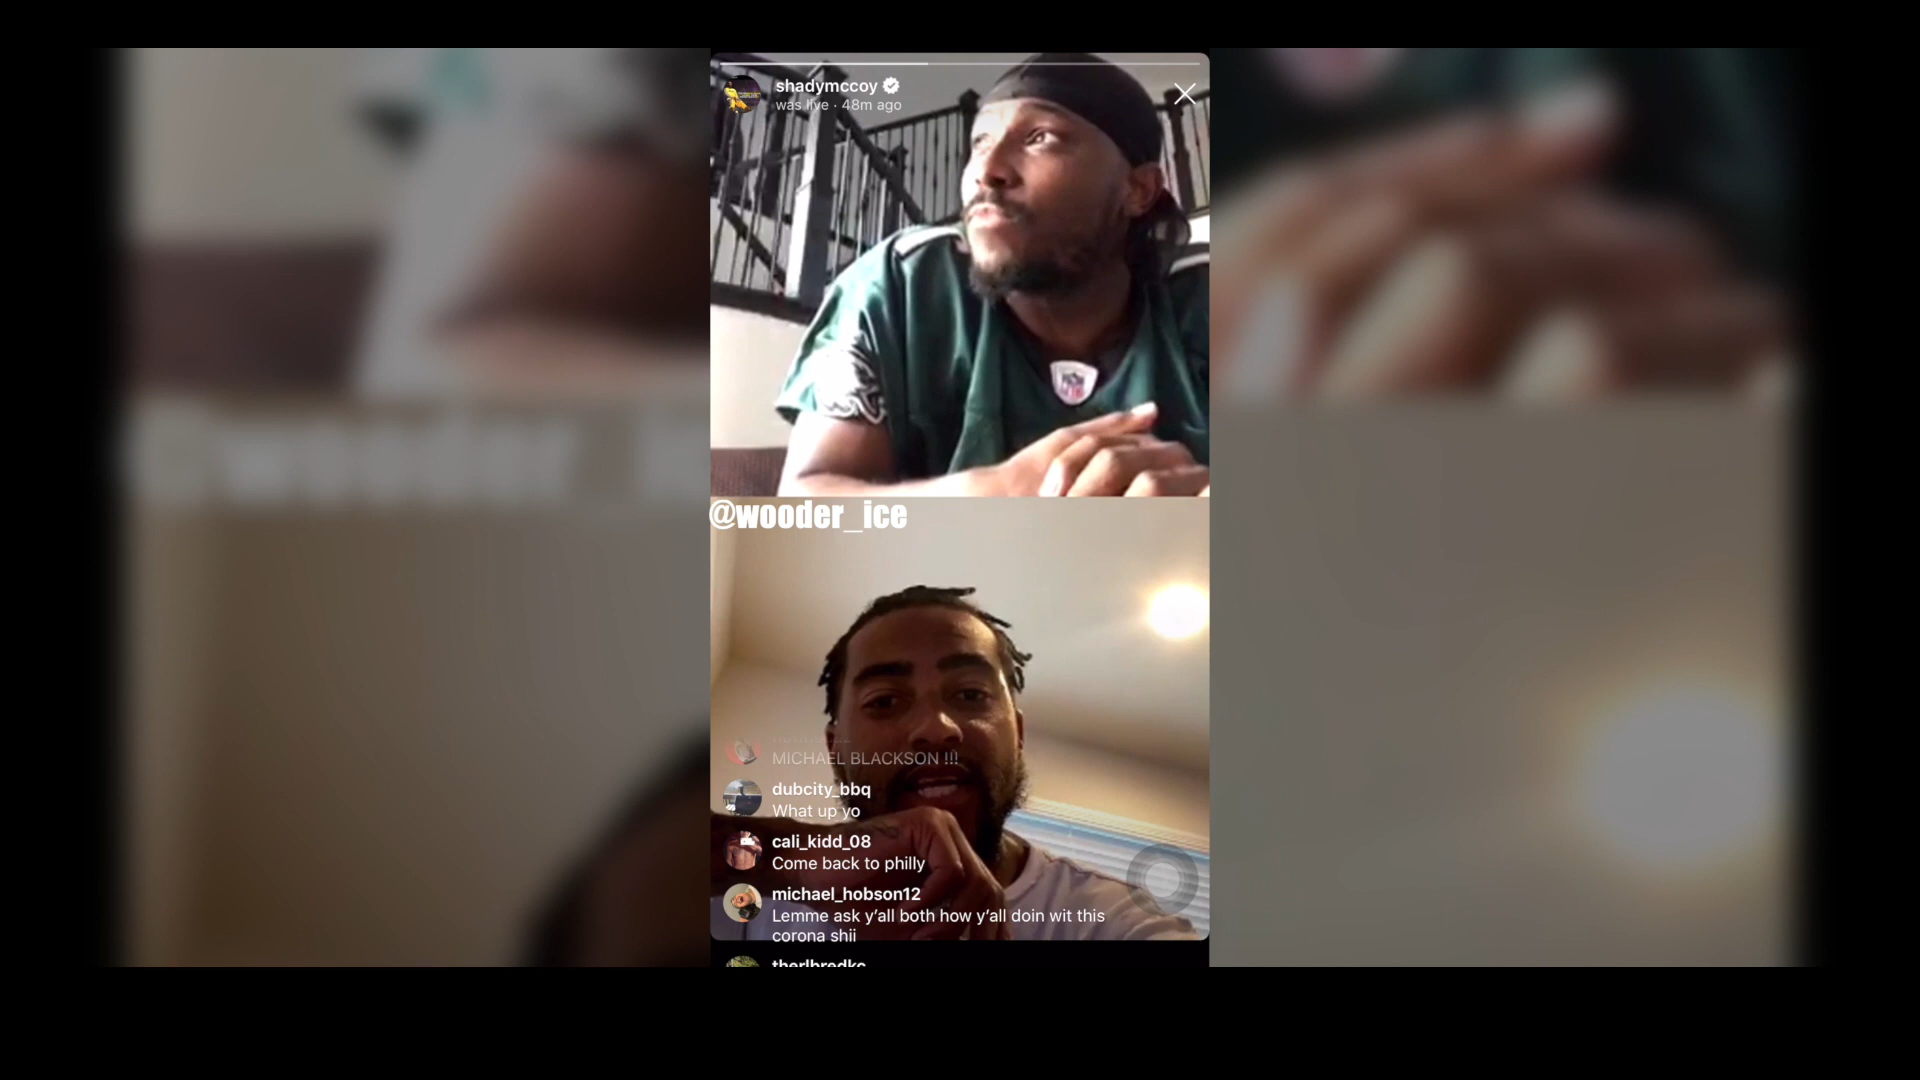 shadymccoy
was live · 48m ago
@wooder_ice
MICHAEL BLACKSON !!!
dubcity_bbq
What up yo
cali_kidd_08
Come back to philly
michael_hobson12
Lemme ask y'all both how y'all doin wit this
corona shii